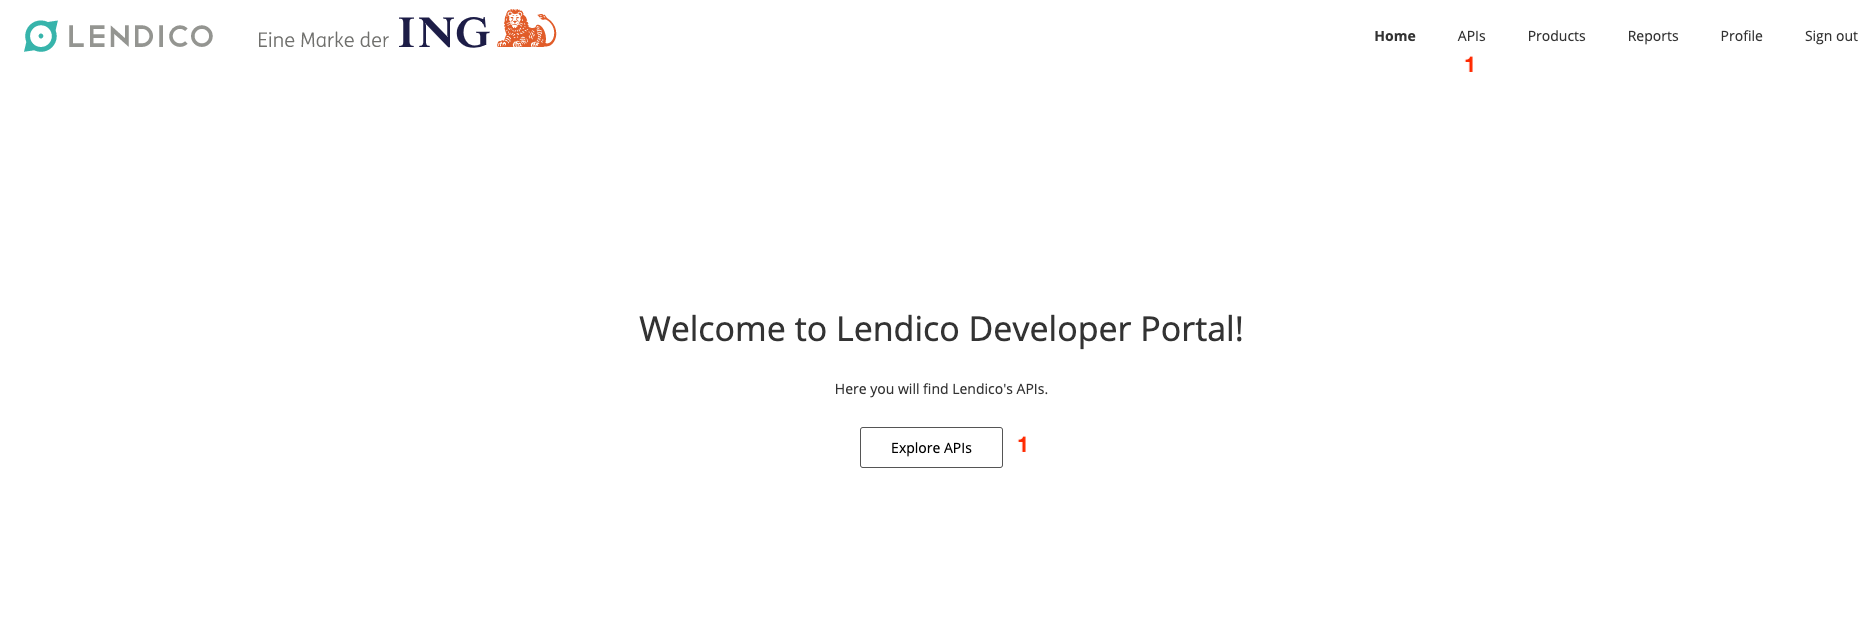 LENDICO Eine Marke der ING
Home APIs Products Reports Profile Sign out
1
Welcome to Lendico Developer Portal!
Here you will find Lendico's APIs.
Explore APIs 1